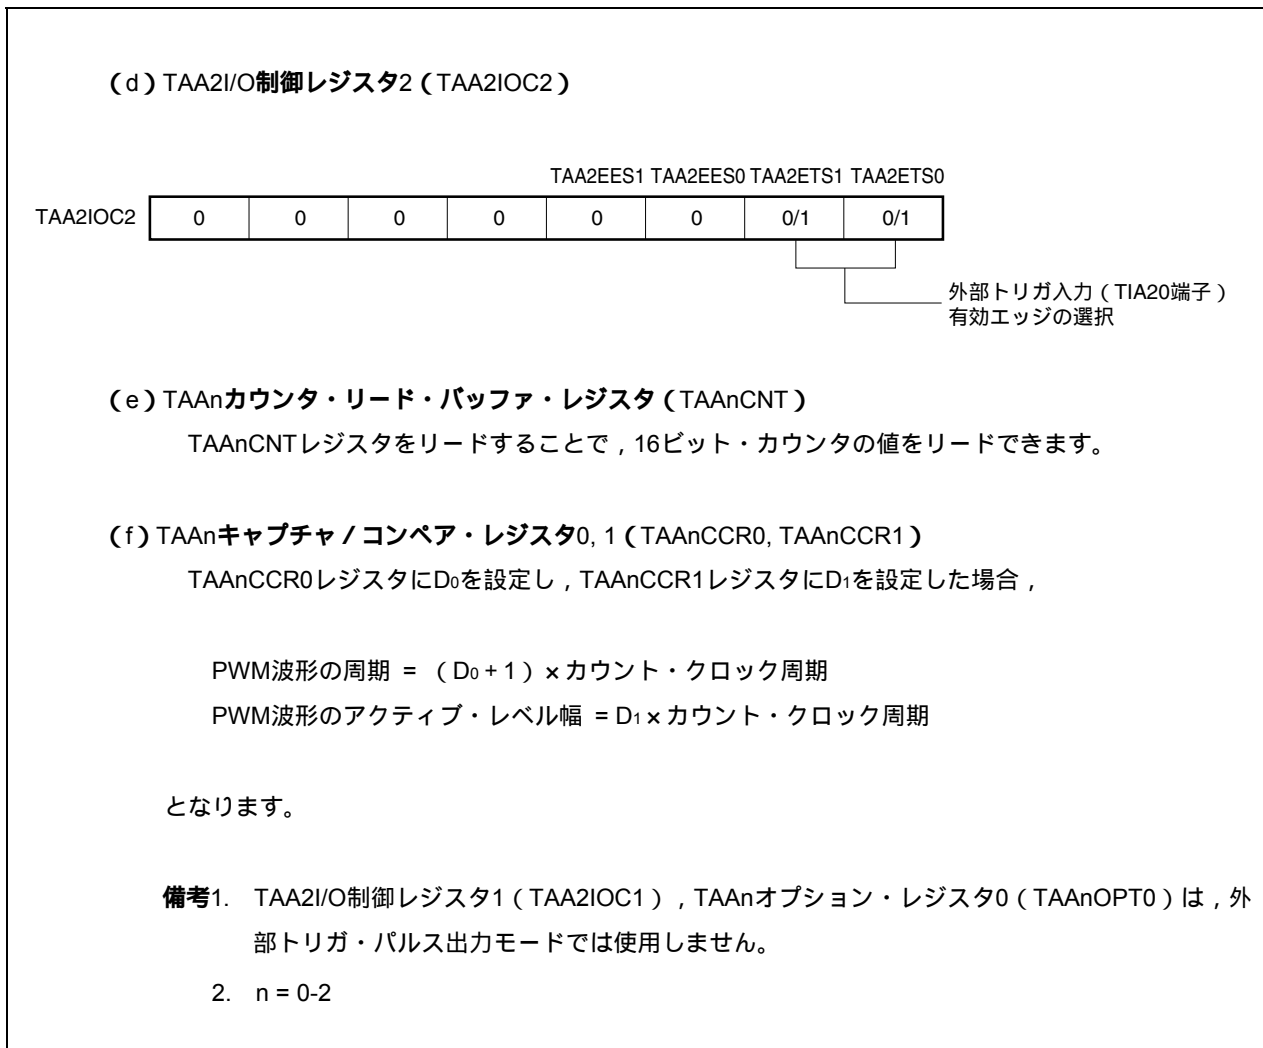 （d）TAA2I/O制御レジスタ2（TAA2IOC2）
TAA2EES1 TAA2EES0 TAA2ETS1 TAA2ETS0
TAA2IOC2 0 0 0 0 0 0 0/1 0/1
外部トリガ入力（TIA20端子）
有効エッジの選択
（e）TAAnカウンタ・リード・バッファ・レジスタ（TAAnCNT）
TAAnCNTレジスタをリードすることで，16ビット・カウンタの値をリードできます。
（f）TAAnキャプチャ／コンペア・レジスタ0, 1（TAAnCCR0, TAAnCCR1）
TAAnCCR0レジスタにD0を設定し，TAAnCCR1レジスタにD1を設定した場合，
PWM波形の周期 = （D0＋1）×カウント・クロック周期
PWM波形のアクティブ・レベル幅 = D1×カウント・クロック周期
となります。
備考1. TAA2I/O制御レジスタ1（TAA2IOC1），TAAnオプション・レジスタ0（TAAnOPT0）は，外
部トリガ・パルス出力モードでは使用しません。
2. n = 0-2